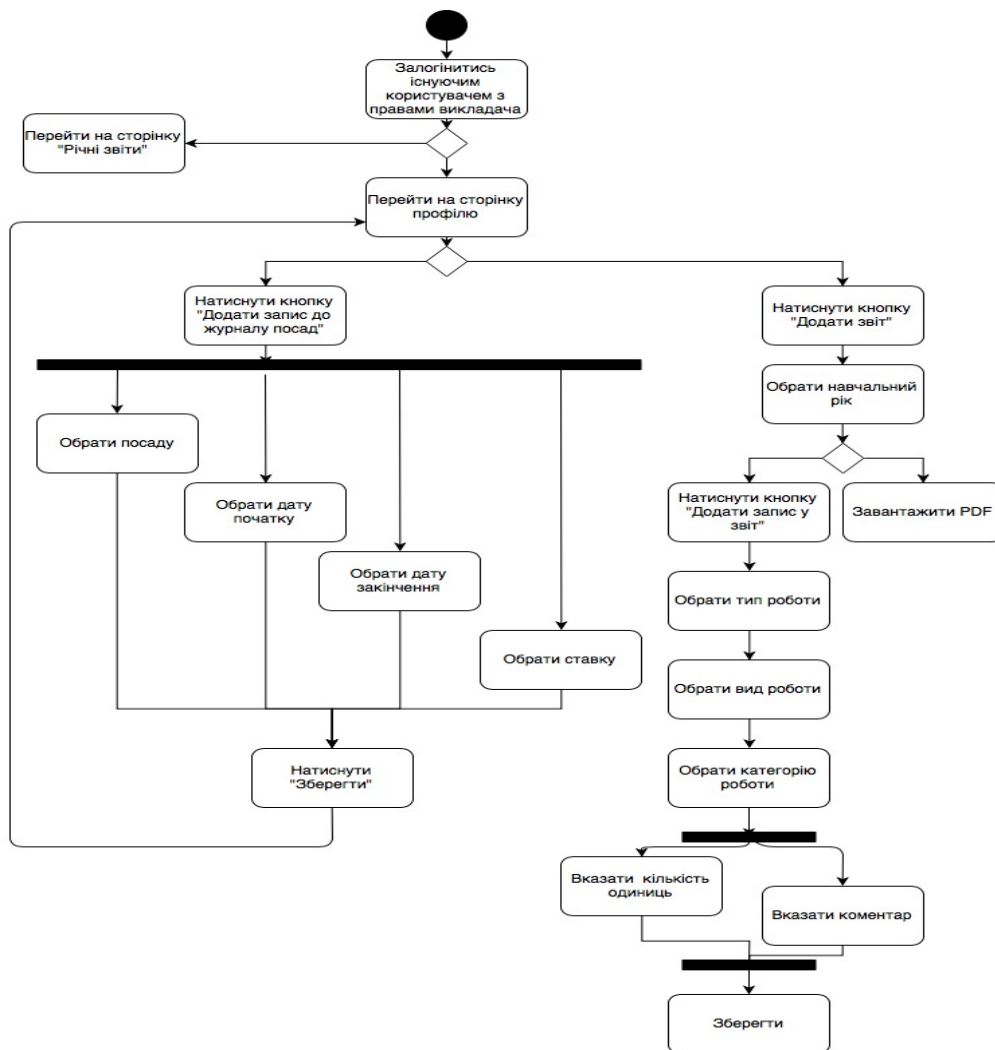 Залогінитись
існуючим
користувачем з
правами викладача
Перейти на сторінку
"Річні звіти"
Перейти на сторінку
профілю
Натиснути кнопку
"Додати запис до
журналу посад"
Натиснути кнопку
"Додати звіт"
Обрати навчальний
рік
Обрати посаду
Обрати дату
початку
Обрати дату
закінчення
Обрати ставку
Натиснути
"Зберегти"
Натиснути кнопку
"Додати запис у
звіт"
Завантажити PDF
Обрати тип роботи
Обрати вид роботи
Обрати категорію
роботи
Вказати кількість
одиниць
Вказати коментар
Зберегти